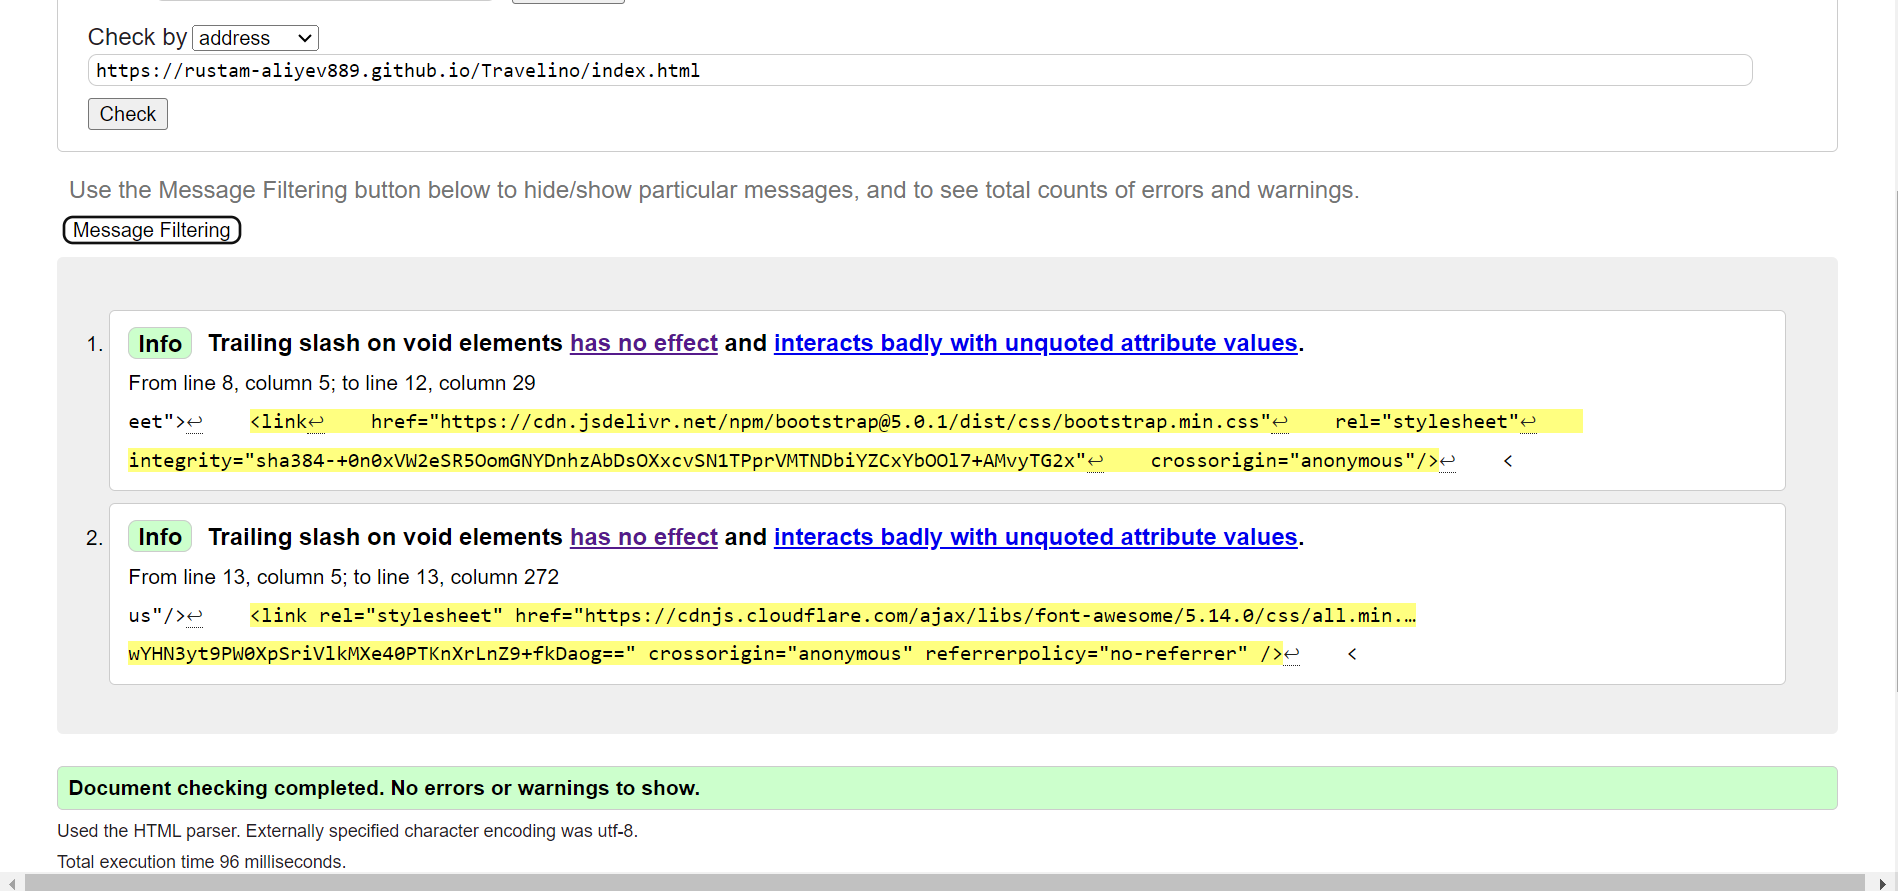 Check by address
https://rustam-aliyev889.github.io/Travelino/index.html
Check
Use the Message Filtering button below to hide/show particular messages, and to see total counts of errors and warnings.
Message Filtering
1. Info Trailing slash on void elements has no effect and interacts badly with unquoted attribute values.
From line 8, column 5; to line 12, column 29
eet">↩    <link↩    href="https://cdn.jsdelivr.net/npm/bootstrap@5.0.1/dist/css/bootstrap.min.css"↩    rel="stylesheet"↩
integrity="sha384-+0n0xVW2eSR5OomGNYDnhzAbDsOXxcvSN1TPprVMTNDbiYZCxYbOOl7+AMvyTG2x"↩    crossorigin="anonymous"/>↩    <
2. Info Trailing slash on void elements has no effect and interacts badly with unquoted attribute values.
From line 13, column 5; to line 13, column 272
us"/>↩    <link rel="stylesheet" href="https://cdnjs.cloudflare.com/ajax/libs/font-awesome/5.14.0/css/all.min.…
wYHN3yt9PW0XpSriVlkMXe40PTKnXrLnZ9+fkDaog==" crossorigin="anonymous" referrerpolicy="no-referrer" />↩    <
Document checking completed. No errors or warnings to show.
Used the HTML parser. Externally specified character encoding was utf-8.
Total execution time 96 milliseconds.